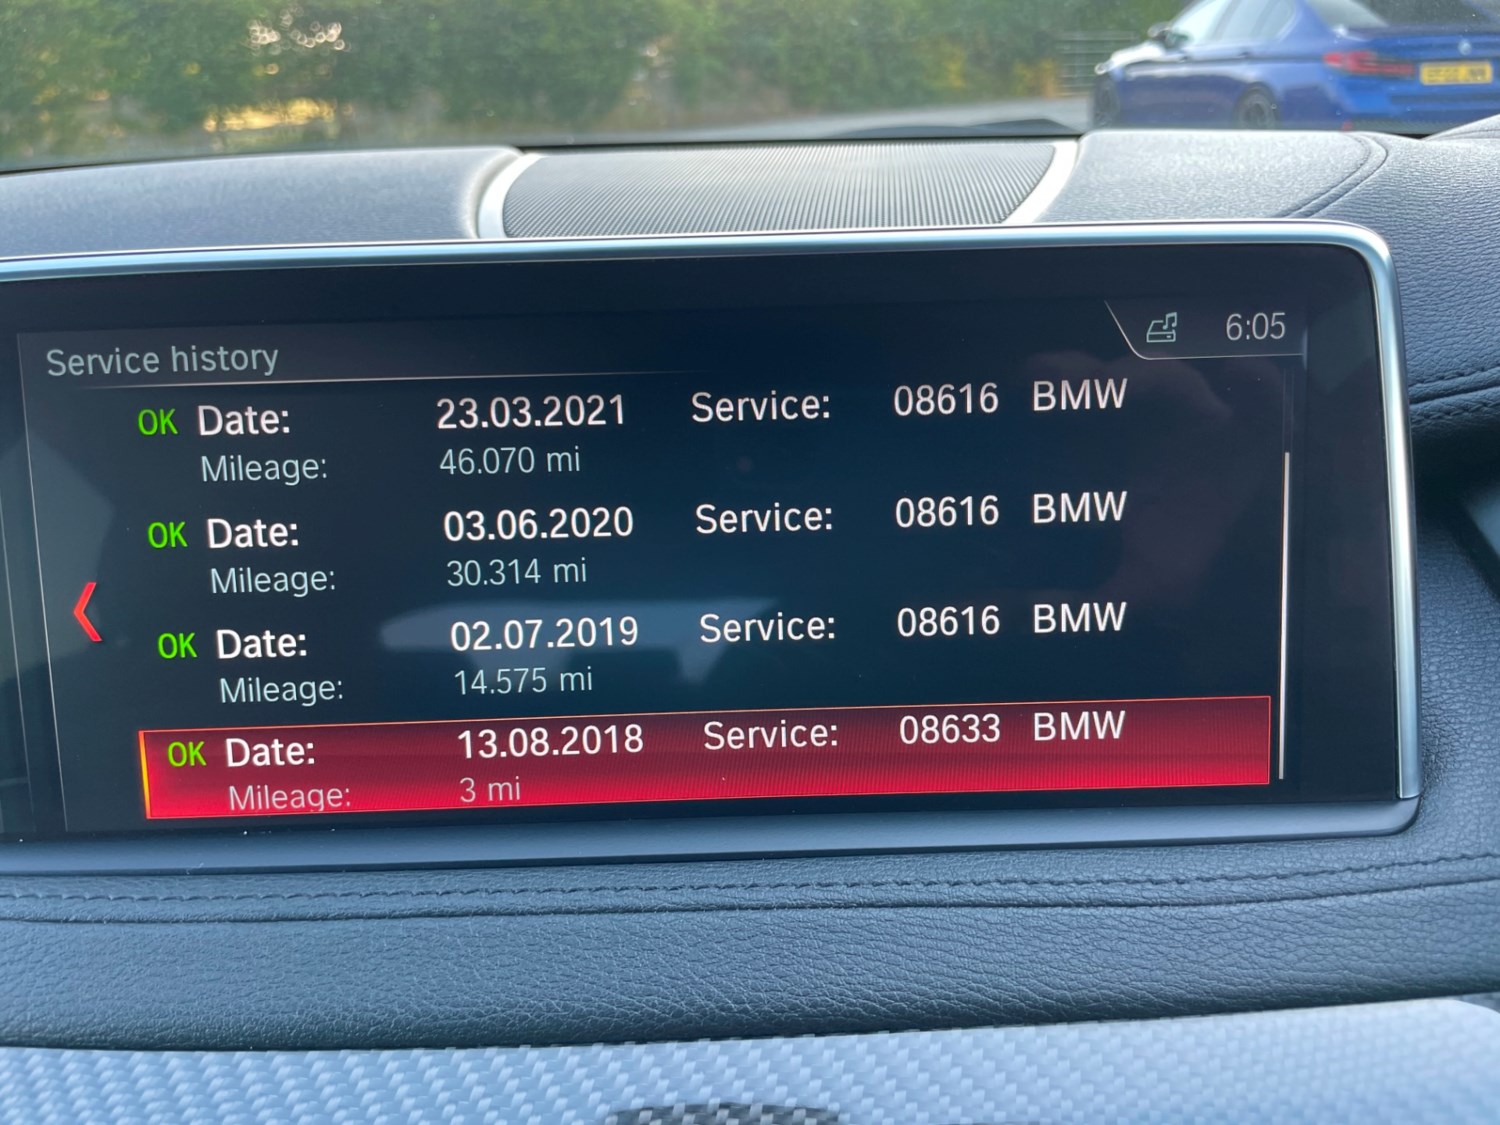 6:05
Service history
OK Date: 23.03.2021 Service: 08616 BMW
Mileage: 46.070 mi
OK Date: 03.06.2020 Service: 08616 BMW
Mileage: 30.314 mi
OK Date: 02.07.2019 Service: 08616 BMW
Mileage: 14.575 mi
OK Date: 13.08.2018 Service: 08633 BMW
Mileage: 3 mi